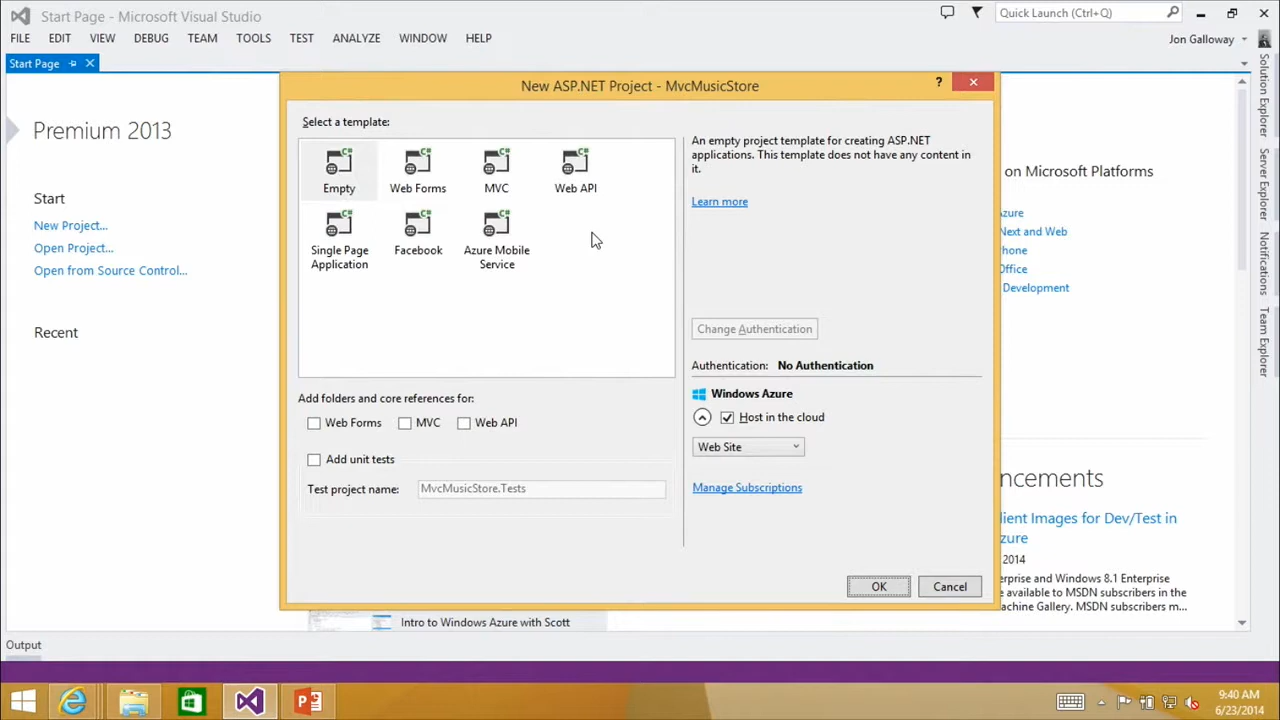 Start Page - Microsoft Visual Studio
Quick Launch (Ctrl+Q)
FILE EDIT VIEW DEBUG TEAM TOOLS TEST ANALYZE WINDOW HELP
Jon Galloway
Start Page
New ASP.NET Project - MvcMusicStore
?
Premium 2013
Start
New Project...
Open Project...
Open from Source Control...
Recent
Select a template:
C# C# C# C#
Empty Web Forms MVC Web API
C# C# C#
Single Page
Application
Facebook
Azure Mobile
Service
Add folders and core references for:
Web Forms MVC Web API
Add unit tests
Test project name: MvcMusicStore.Tests
An empty project template for creating ASP.NET
applications. This template does not have any content in
it.
Learn more
Change Authentication
Authentication: No Authentication
Windows Azure
Host in the cloud
Web Site
Manage Subscriptions
OK Cancel
on Microsoft Platforms
Azure
Next and Web
hone
Office
Development
ncements
lient Images for Dev/Test in
zure
2014
erprise and Windows 8.1 Enterprise
e available to MSDN subscribers in the
achine Gallery. MSDN subscribers m...
Solution Explorer
Server Explorer
Notifications
Team Explorer
Intro to Windows Azure with Scott
Output
9:40 AM
6/23/2014